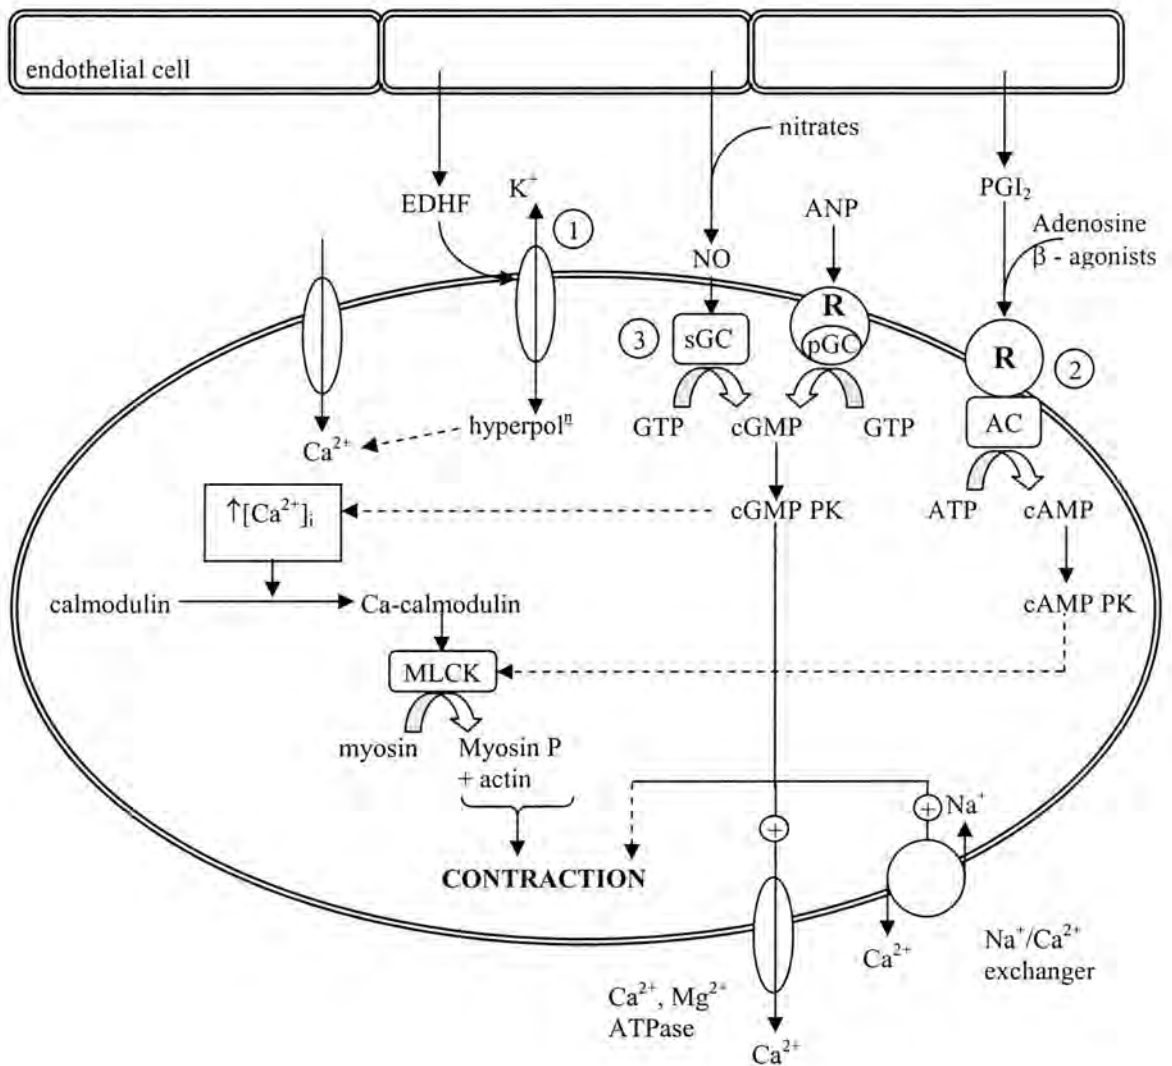 endothelial cell
nitrates
EDHF
K⁺
1
PGI₂
ANP
Adenosine
β - agonists
NO
R
pGC
3
sGC
R
2
GTP
cGMP
GTP
AC
Ca²⁺
hyperpolⁿ
↑[Ca²⁺]ᵢ
cGMP PK
ATP
cAMP
calmodulin
Ca-calmodulin
cAMP PK
MLCK
myosin
Myosin P
+ actin
+
Na⁺
+
CONTRACTION
Ca²⁺
Na⁺/Ca²⁺
exchanger
Ca²⁺, Mg²⁺
ATPase
Ca²⁺